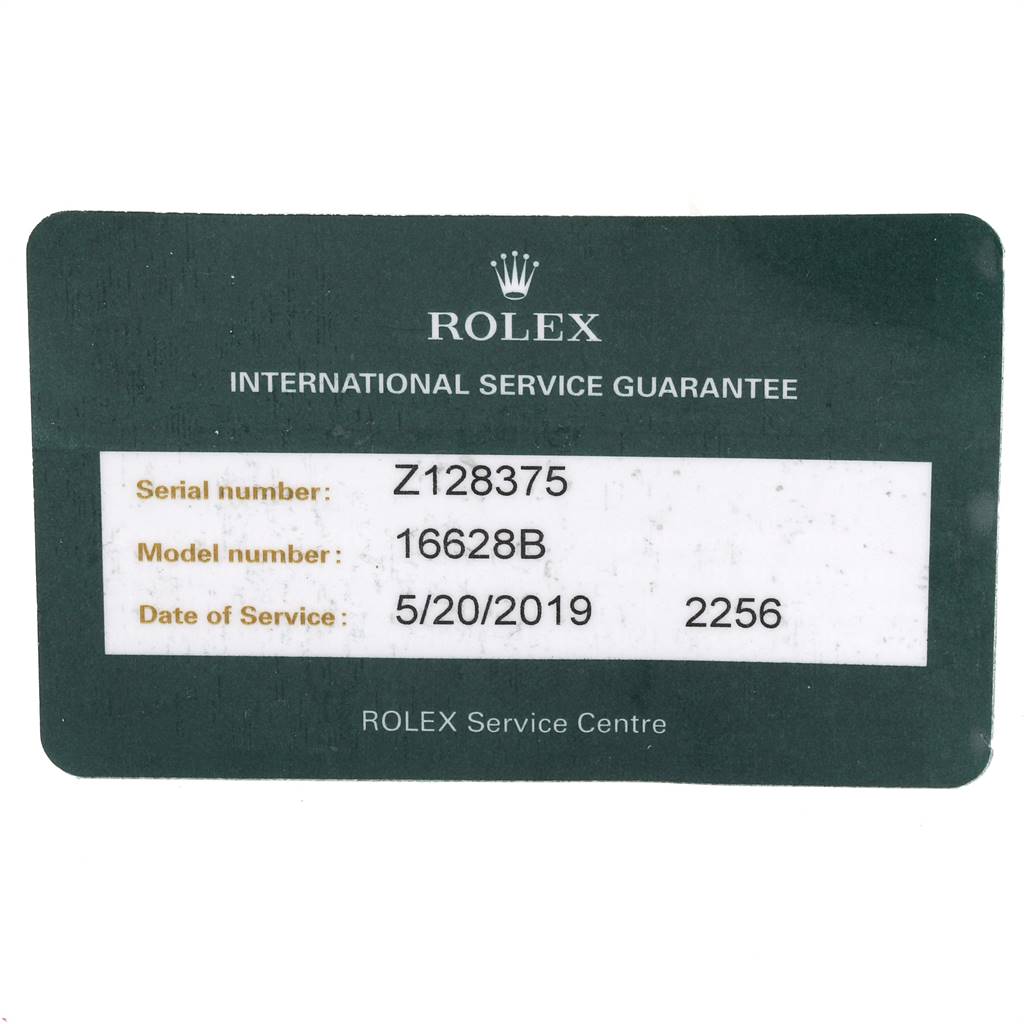 ROLEX
INTERNATIONAL SERVICE GUARANTEE
Serial number: Z128375
Model number: 16628B
Date of Service: 5/20/2019 2256
ROLEX Service Centre